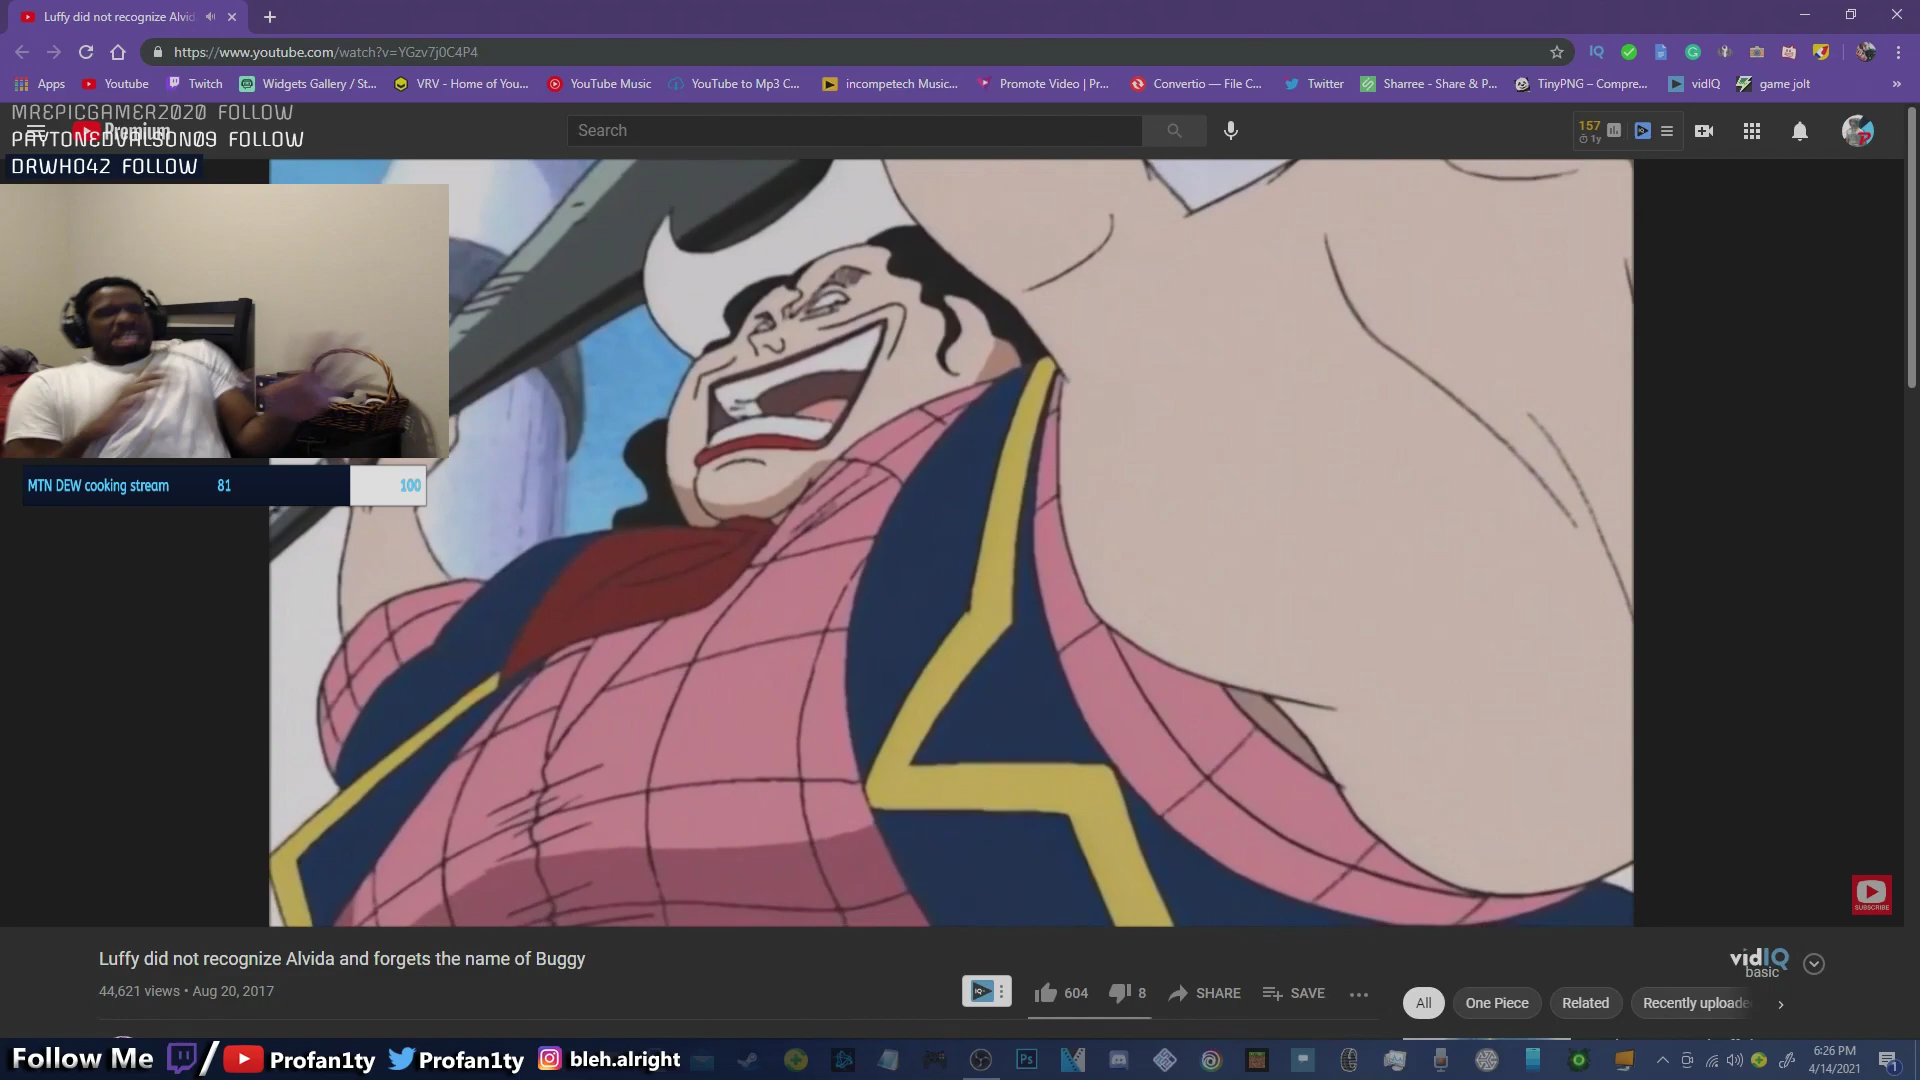 Luffy did not recognize Alvid
https://www.youtube.com/watch?v=YGzv7j0C4P4
Apps Youtube Twitch Widgets Gallery / St... VRV - Home of You... YouTube Music YouTube to Mp3 C... incompetech Music... Promote Video | Pr... Convertio — File C... Twitter Sharree - Share & P... TinyPNG – Compre... vidIQ game jolt »
MREPICGAMER2020 FOLLOW
Premium
PAYTONEDVALSON09 FOLLOW
Search
157
1y
DRWHO42 FOLLOW
MTN DEW cooking stream 81 100
SUBSCRIBE
Luffy did not recognize Alvida and forgets the name of Buggy
44,621 views • Aug 20, 2017
604 8 SHARE SAVE
vidIQ
basic
All One Piece Related Recently uploade
Follow Me / Profan1ty Profan1ty bleh.alright
6:26 PM
4/14/2021